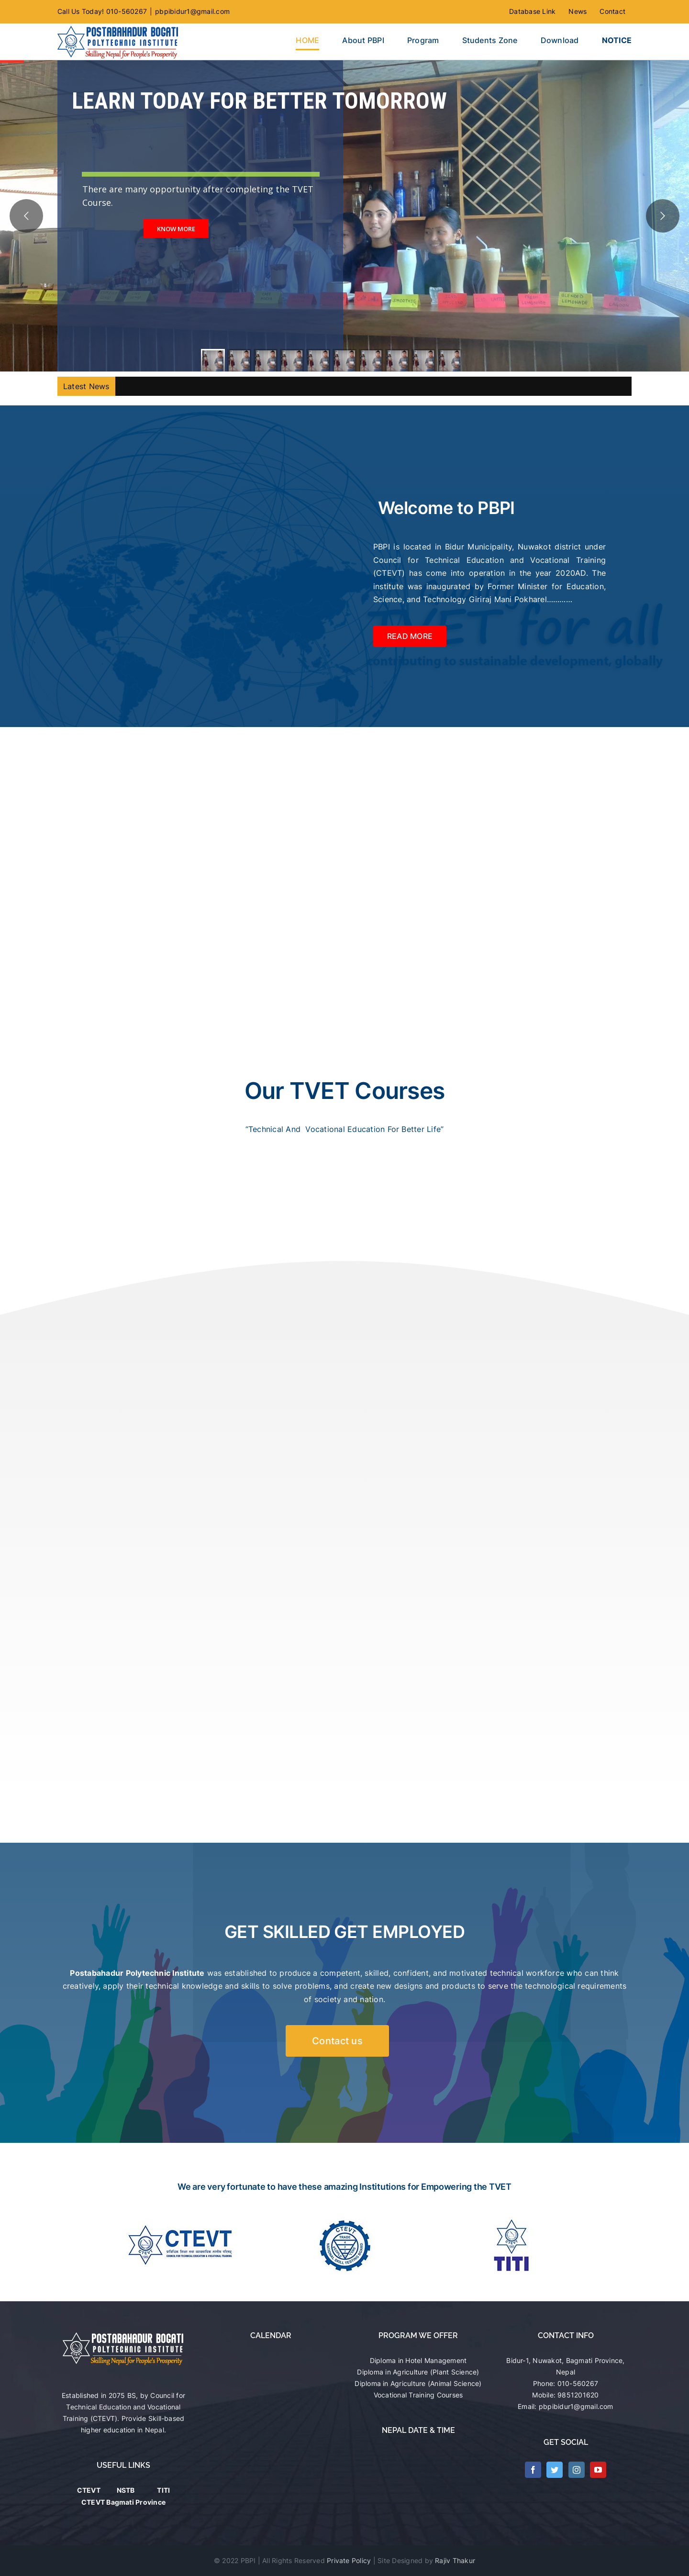 Call Us Today! 010-560267 | bbpibidur1@gmail.com
Database Link News Contact
POSTABAHADUR BOGATI
POLYTECHNIC INSTITUTE
Skilling Nepal for People's Prosperity
HOME About PBPI Program Students Zone Download NOTICE
LEARN TODAY FOR BETTER TOMORROW
There are many opportunity after completing the TVET
Course.
KNOW MORE
Latest News
Welcome to PBPI
PBPI is located in Bidur Municipality, Nuwakot district under
Council for Technical Education and Vocational Training
(CTEVT) has come into operation in the year 2020AD. The
institute was inaugurated by Former Minister for Education,
Science, and Technology Giriraj Mani Pokharel…………
READ MORE
TVET for all
contributing to sustainable development, globally
Our TVET Courses
“Technical And Vocational Education For Better Life”
GET SKILLED GET EMPLOYED
Postabahadur Polytechnic Institute was established to produce a competent, skilled, confident, and motivated technical workforce who can think
creatively, apply their technical knowledge and skills to solve problems, and create new designs and products to serve the technological requirements
of society and nation.
Contact us
We are very fortunate to have these amazing Institutions for Empowering the TVET
CTEVT
COUNCIL FOR TECHNICAL EDUCATION & VOCATIONAL TRAINING
CTEVT
TITI
POSTABAHADUR BOGATI
POLYTECHNIC INSTITUTE
Skilling Nepal for People's Prosperity
Established in 2075 BS, by Council for
Technical Education and Vocational
Training (CTEVT). Provide Skill-based
higher education in Nepal.
USEFUL LINKS
CTEVT NSTB TITI
CTEVT Bagmati Province
CALENDAR
PROGRAM WE OFFER
Diploma in Hotel Management
Diploma in Agriculture (Plant Science)
Diploma in Agriculture (Animal Science)
Vocational Training Courses
NEPAL DATE & TIME
CONTACT INFO
Bidur-1, Nuwakot, Bagmati Province,
Nepal
Phone: 010-560267
Mobile: 9851201620
Email: pbpibidur1@gmail.com
GET SOCIAL
© 2022 PBPI | All Rights Reserved Private Policy | Site Designed by Rajiv Thakur